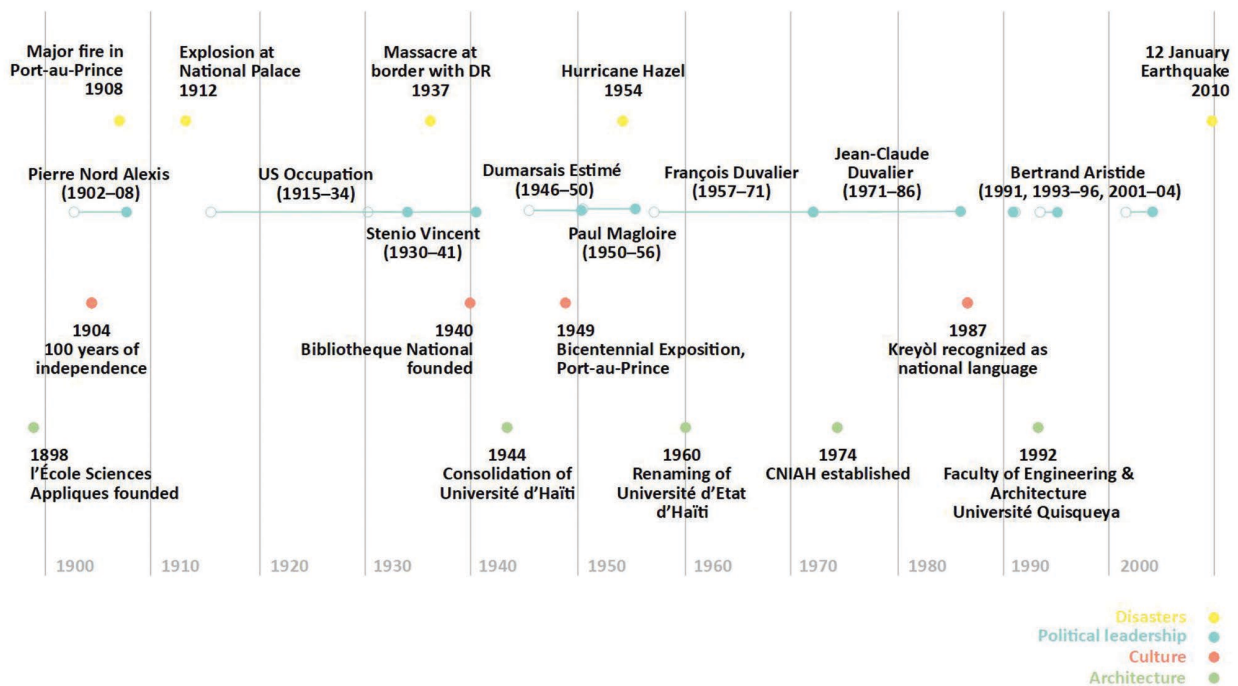 Major fire in
Port-au-Prince
1908
Explosion at
National Palace
1912
Massacre at
border with DR
1937
Hurricane Hazel
1954
12 January
Earthquake
2010
Pierre Nord Alexis
(1902–08)
US Occupation
(1915–34)
Stenio Vincent
(1930–41)
Dumarsais Estimé
(1946–50)
Paul Magloire
(1950–56)
François Duvalier
(1957–71)
Jean-Claude
Duvalier
(1971–86)
Bertrand Aristide
(1991, 1993–96, 2001–04)
1904
100 years of
independence
1940
Bibliotheque National
founded
1949
Bicentennial Exposition,
Port-au-Prince
1987
Kreyòl recognized as
national language
1898
l’École Sciences
Appliques founded
1944
Consolidation of
Université d’Haïti
1960
Renaming of
Université d’Etat
d’Haïti
1974
CNIAH established
1992
Faculty of Engineering &
Architecture
Université Quisqueya
1900 1910 1920 1930 1940 1950 1960 1970 1980 1990 2000
Disasters
Political leadership
Culture
Architecture